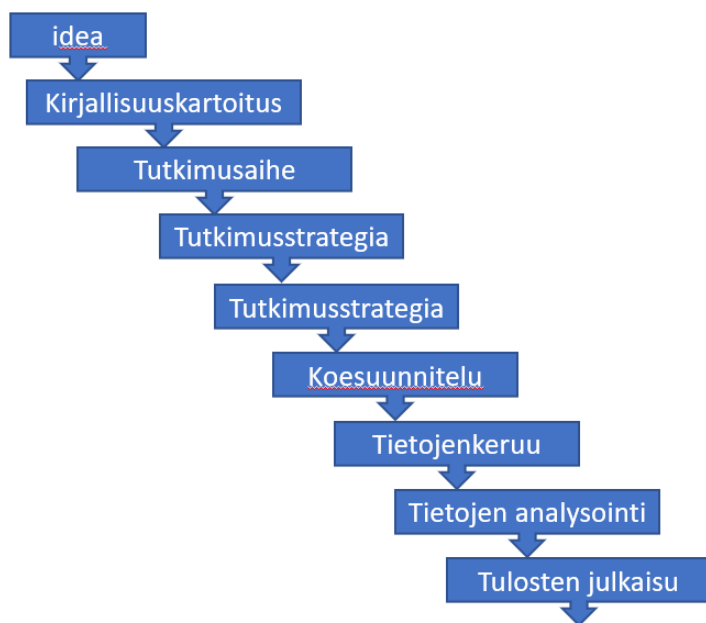 idea
Kirjallisuuskartoitus
Tutkimusaihe
Tutkimusstrategia
Tutkimusstrategia
Koesuunnitelu
Tietojenkeruu
Tietojen analysointi
Tulosten julkaisu